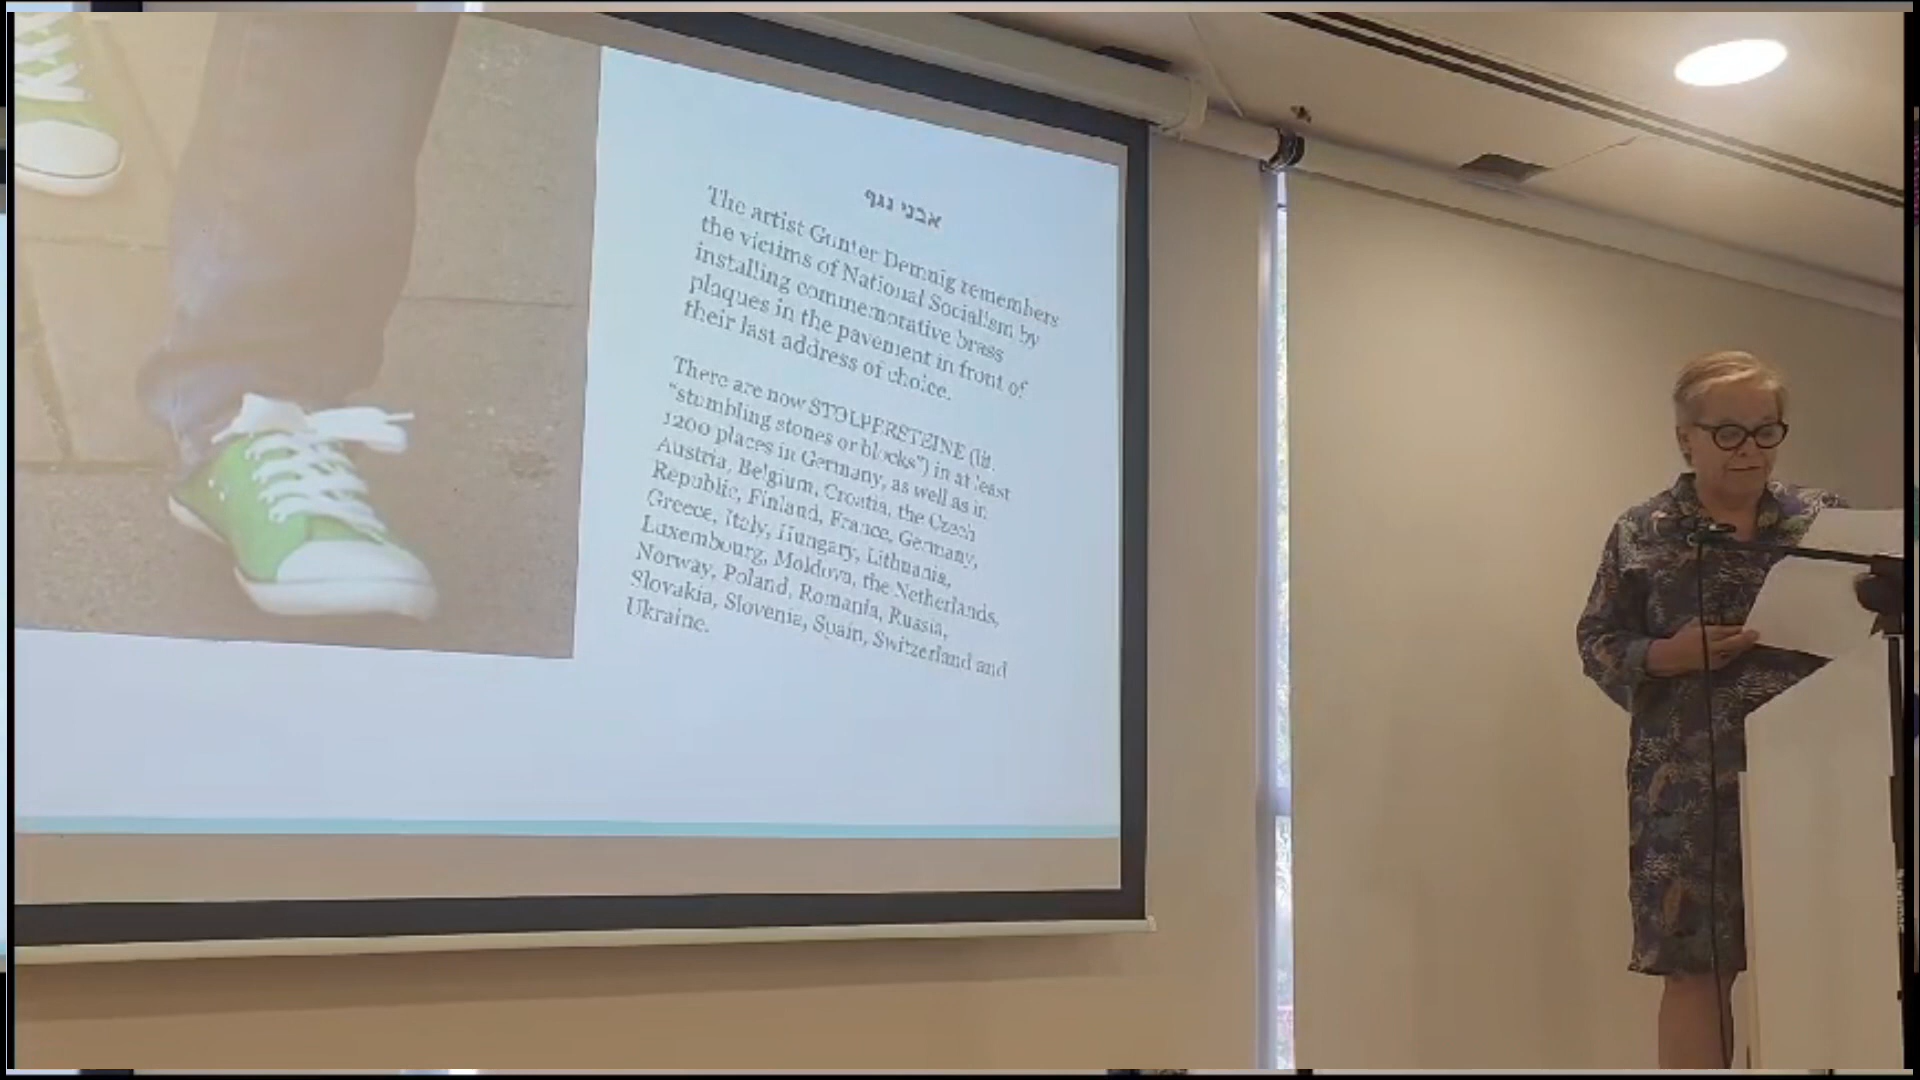 אבני נגף
The artist Gunter Demnig remembers
the victims of National Socialism by
installing commemorative brass
plaques in the pavement in front of
their last address of choice.
There are now STOLPERSTEINE (lit.
“stumbling stones or blocks”) in at least
1200 places in Germany, as well as in
Austria, Belgium, Croatia, the Czech
Republic, Finland, France, Germany,
Greece, Italy, Hungary, Lithuania,
Luxembourg, Moldova, the Netherlands,
Norway, Poland, Romania, Russia,
Slovakia, Slovenia, Spain, Switzerland and
Ukraine.